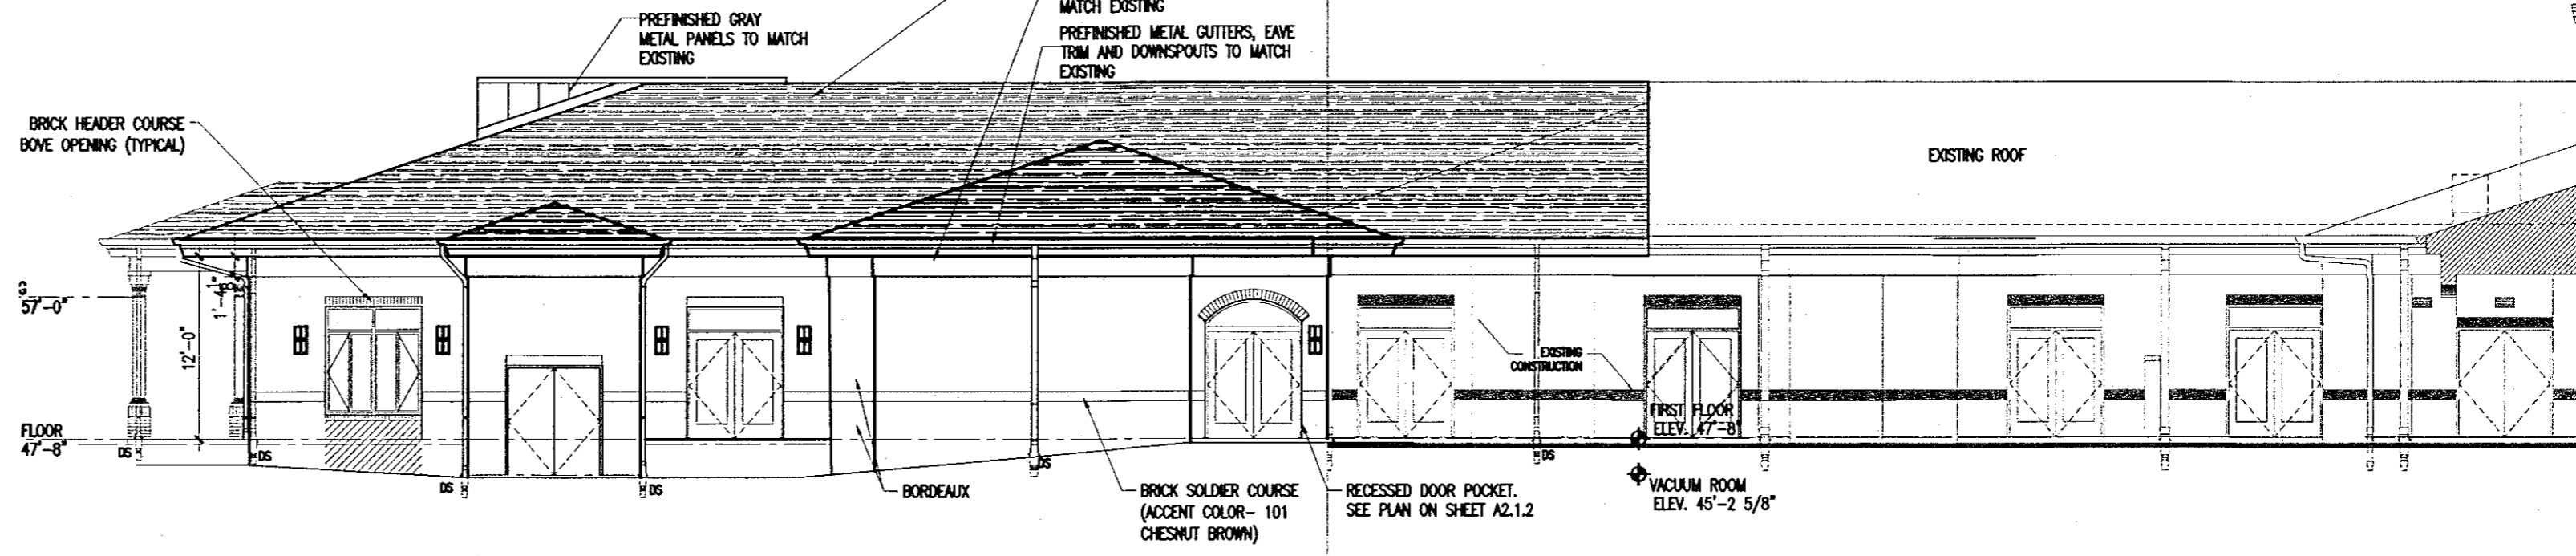 PREFINISHED GRAY
METAL PANELS TO MATCH
EXISTING
MATCH EXISTING
PREFINISHED METAL GUTTERS, EAVE
TRIM AND DOWNSPOUTS TO MATCH
EXISTING
BRICK HEADER COURSE
BOVE OPENING (TYPICAL)
EXISTING ROOF
57'-0"
1'-4
12'-0"
EXISTING
CONSTRUCTION
FIRST FLOOR
ELEV. 47'-8"
FLOOR
47'-8"
DS
DS
DS
DS
DS
DS
BORDEAUX
BRICK SOLDIER COURSE
(ACCENT COLOR- 101
CHESNUT BROWN)
RECESSED DOOR POCKET.
SEE PLAN ON SHEET A2.1.2
VACUUM ROOM
ELEV. 45'-2 5/8"